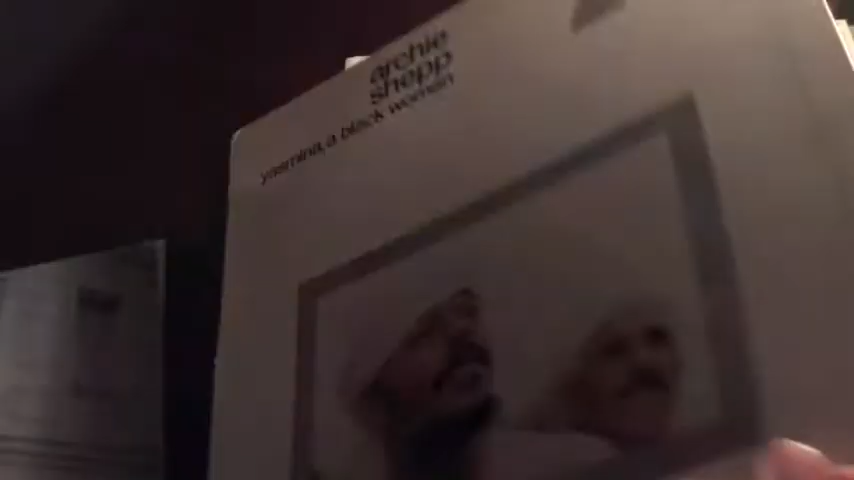 archie
shepp
yasmina, a black woman